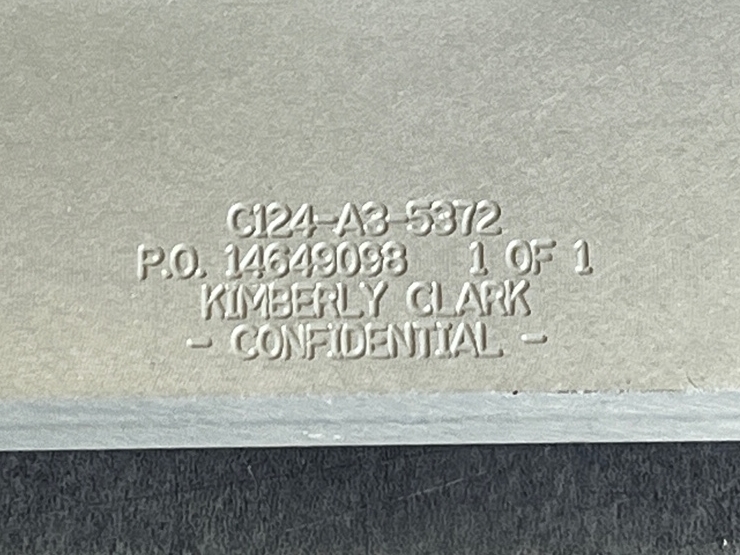 C124-A3-5372
P.O. 14649098 1 OF 1
KIMBERLY CLARK
- CONFIDENTIAL -